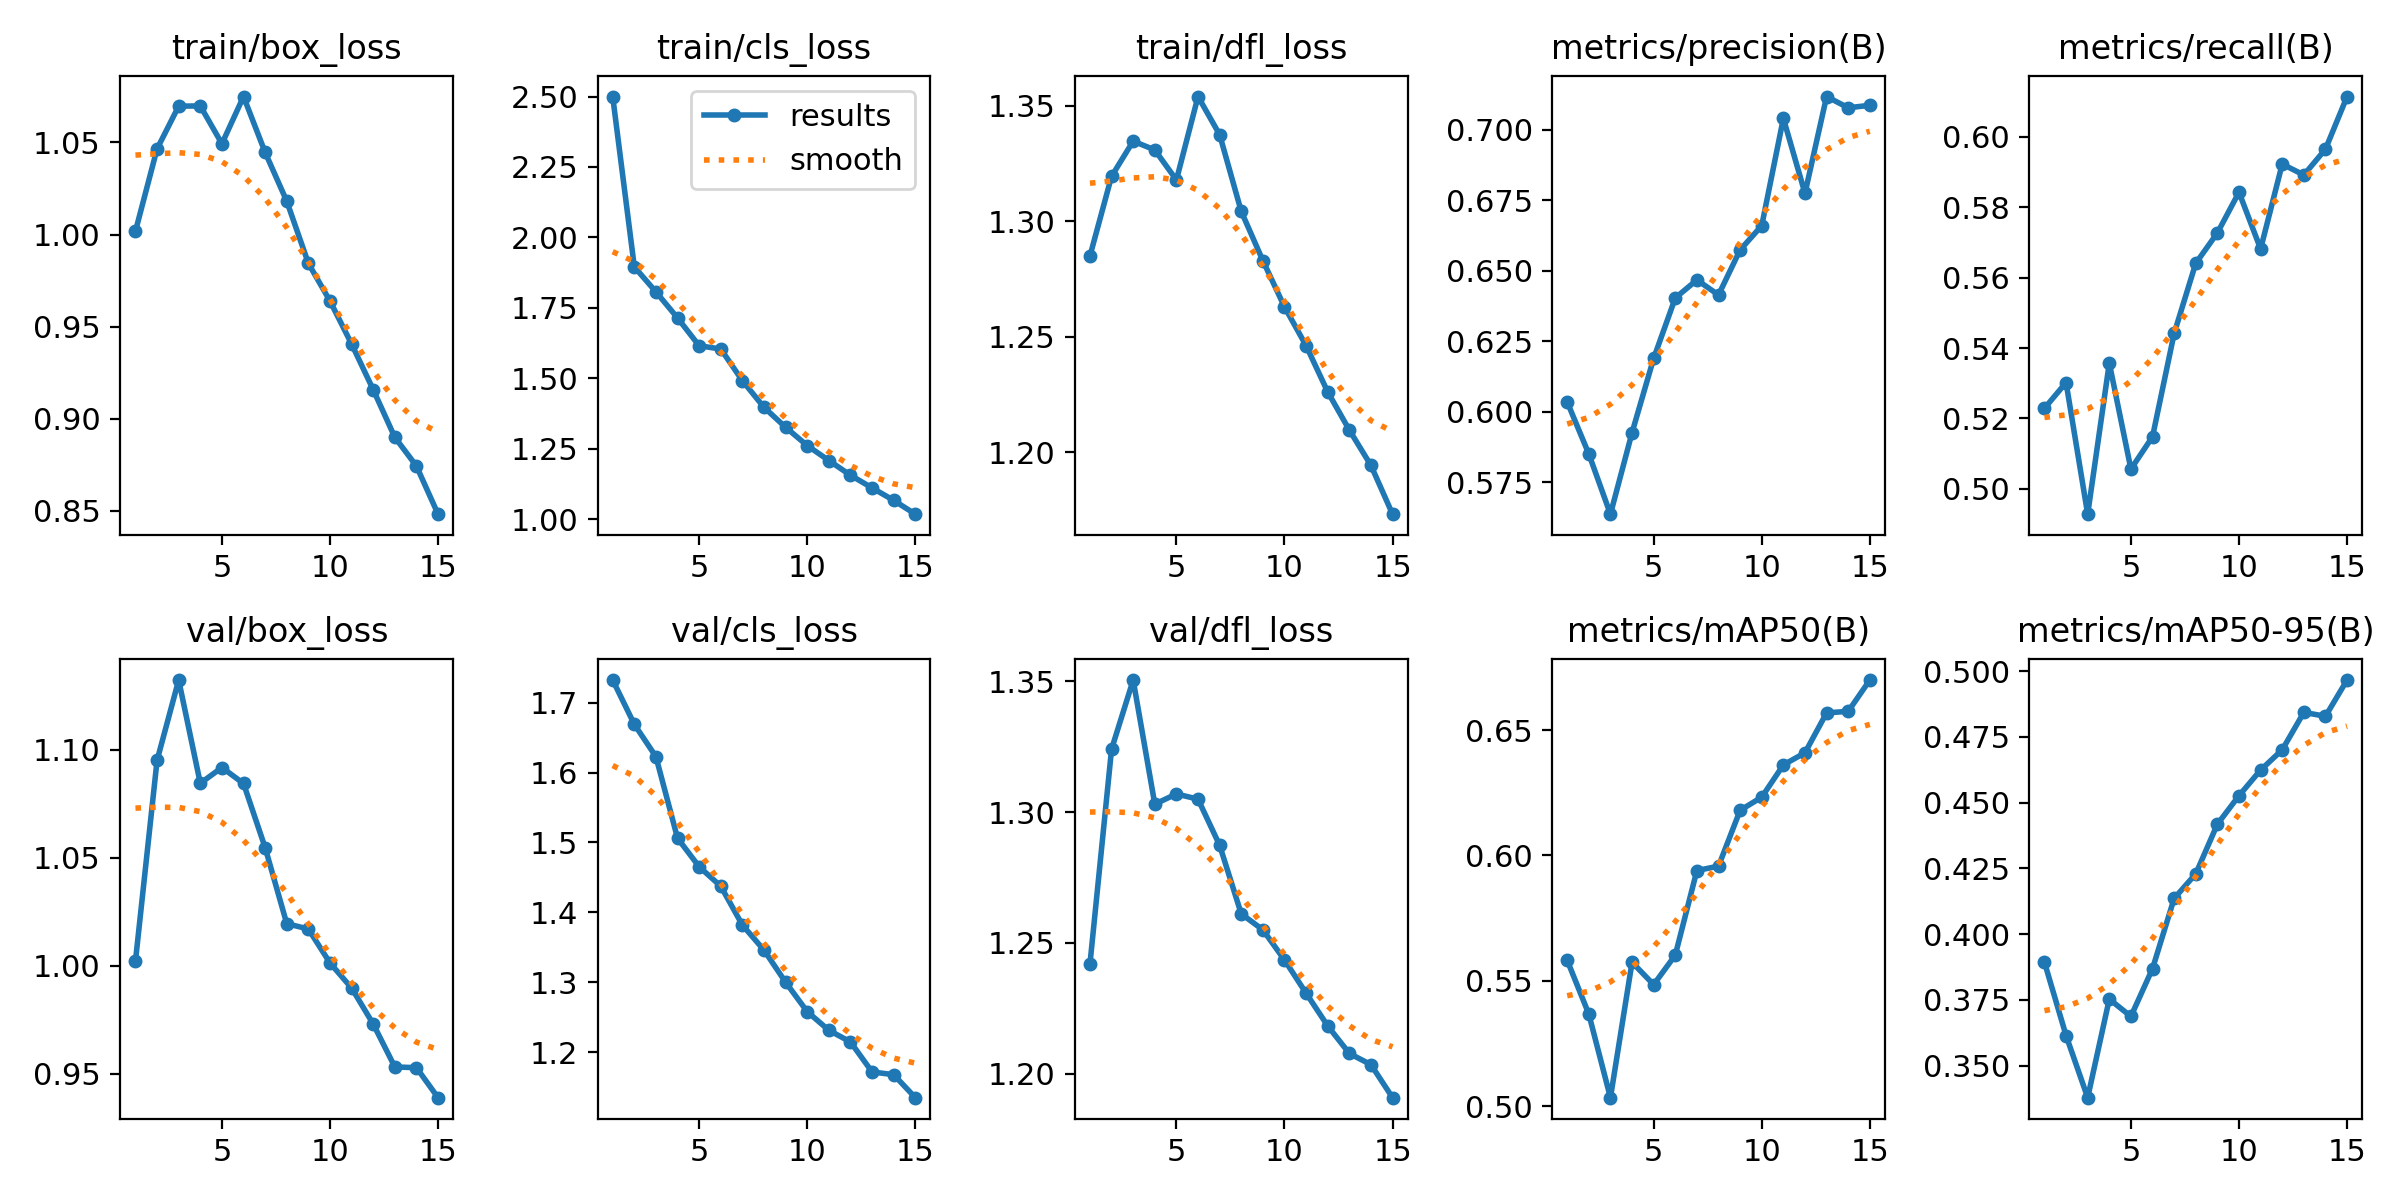 train/box_loss
1.05
1.00
0.95
0.90
0.85
5 10 15
train/cls_loss
results
smooth
2.50
2.25
2.00
1.75
1.50
1.25
1.00
5 10 15
train/dfl_loss
1.35
1.30
1.25
1.20
5 10 15
metrics/precision(B)
0.700
0.675
0.650
0.625
0.600
0.575
5 10 15
metrics/recall(B)
0.60
0.58
0.56
0.54
0.52
0.50
5 10 15
val/box_loss
1.10
1.05
1.00
0.95
5 10 15
val/cls_loss
1.7
1.6
1.5
1.4
1.3
1.2
5 10 15
val/dfl_loss
1.35
1.30
1.25
1.20
5 10 15
metrics/mAP50(B)
0.65
0.60
0.55
0.50
5 10 15
metrics/mAP50-95(B)
0.500
0.475
0.450
0.425
0.400
0.375
0.350
5 10 15